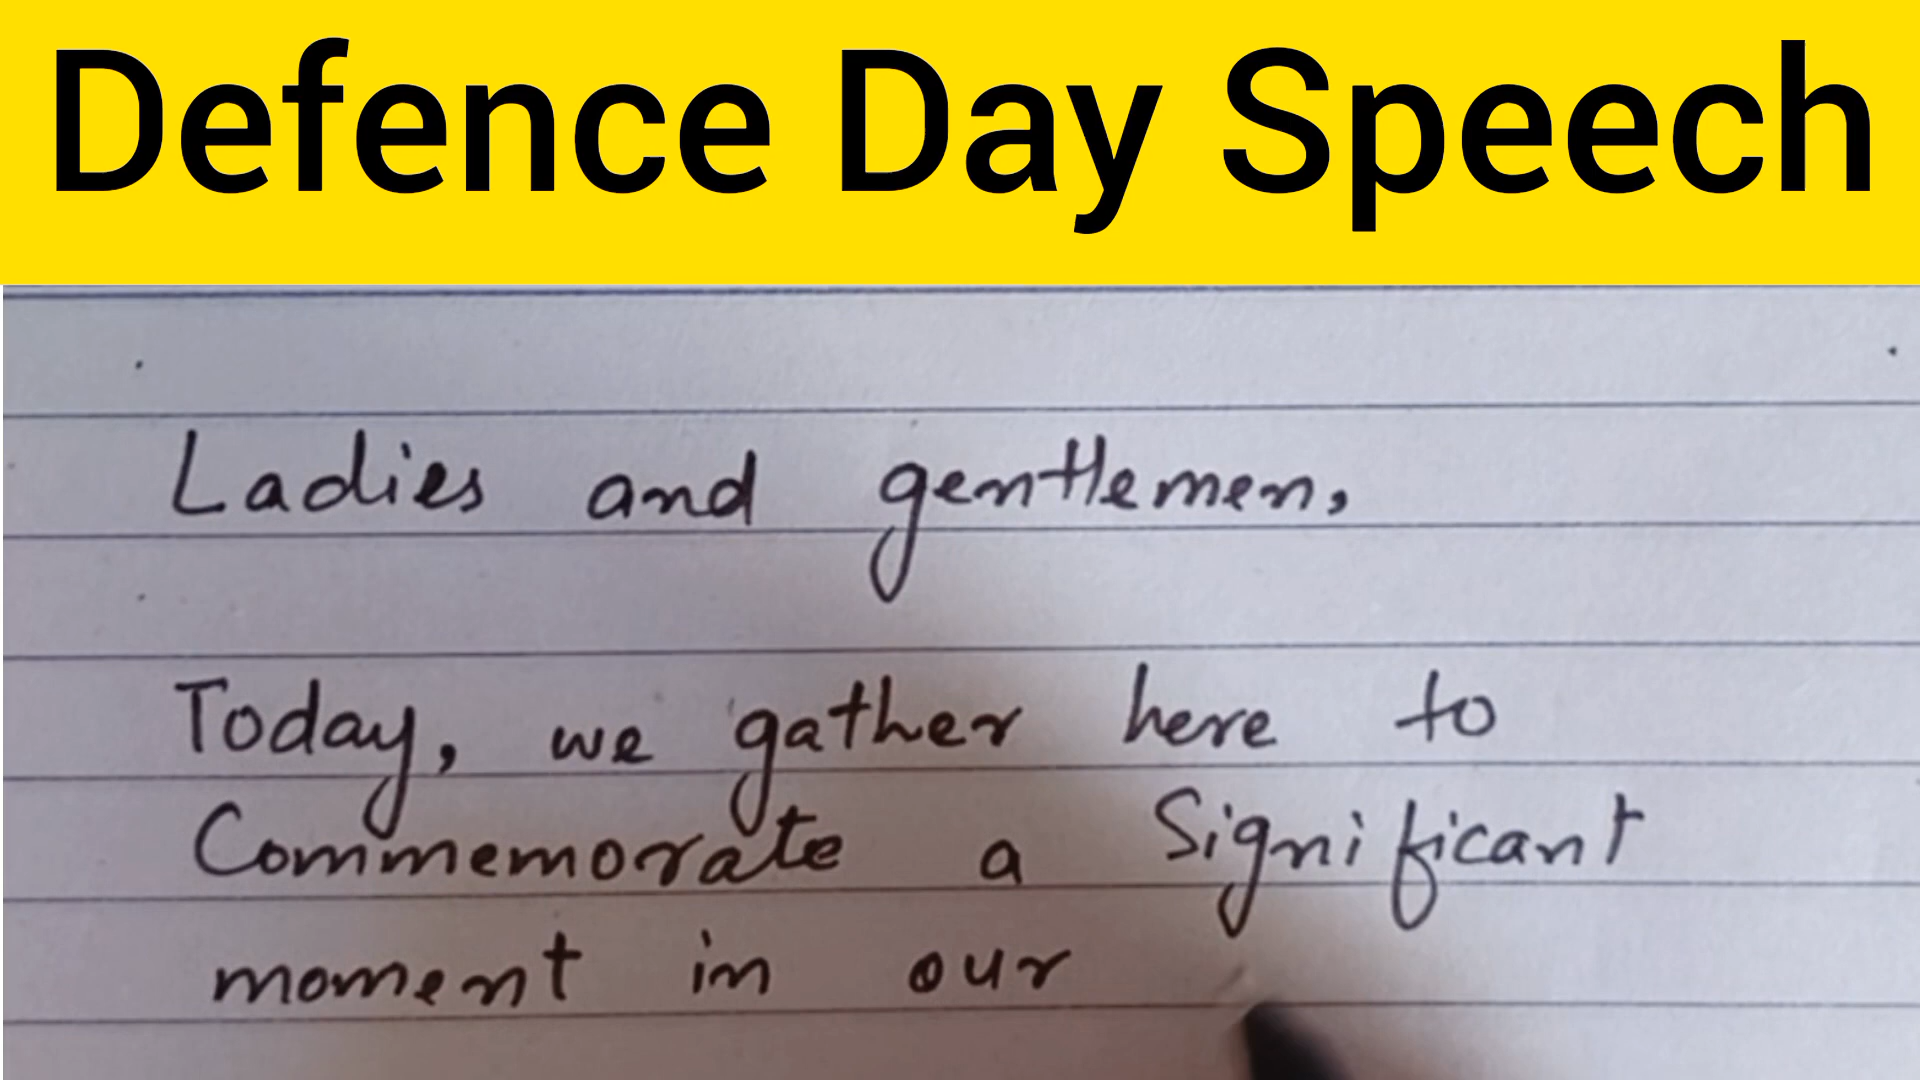 Defence Day Speech
Ladies and gentlemen,
Today, we gather here to
Commemorate a Significant
moment in our